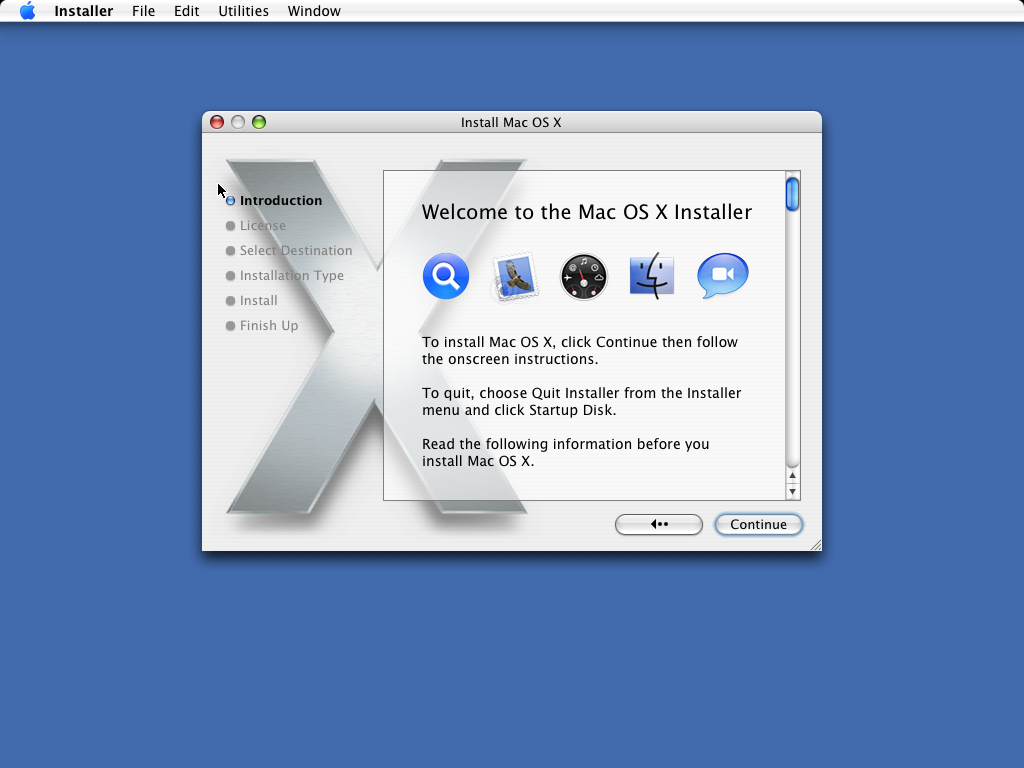 Installer File Edit Utilities Window
Install Mac OS X
Introduction
License
Select Destination
Installation Type
Install
Finish Up
Welcome to the Mac OS X Installer
To install Mac OS X, click Continue then follow
the onscreen instructions.
To quit, choose Quit Installer from the Installer
menu and click Startup Disk.
Read the following information before you
install Mac OS X.
Continue